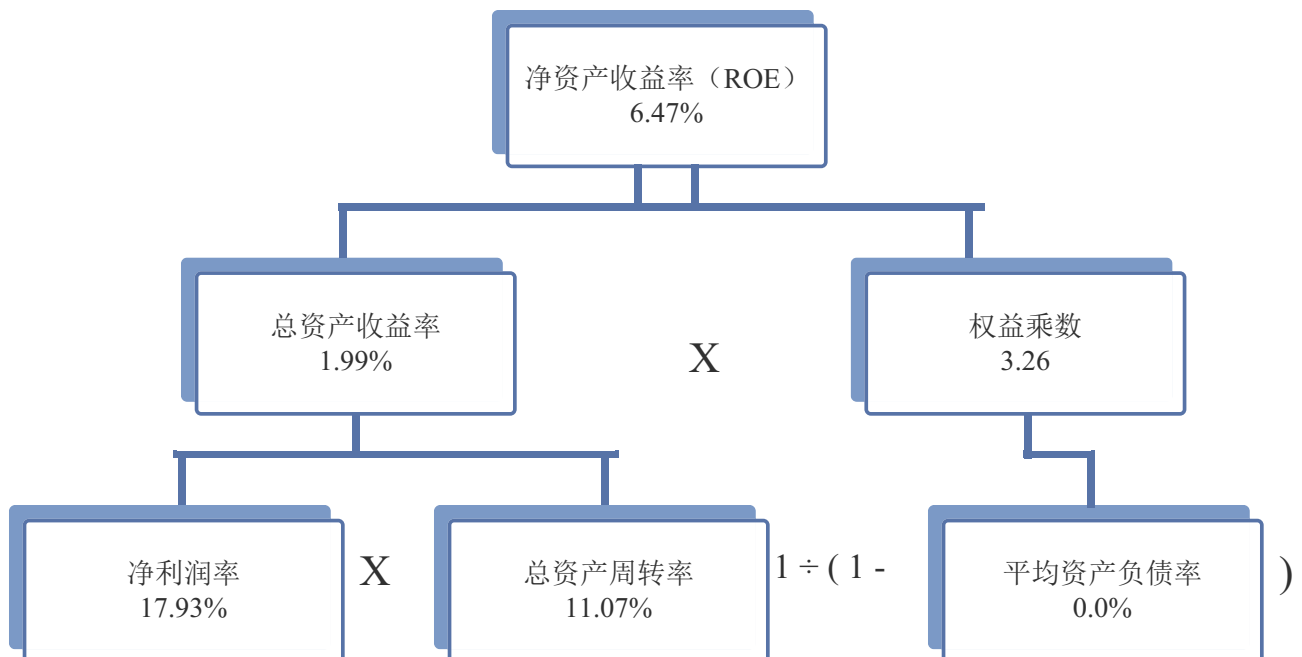 净资产收益率（ROE）
6.47%
总资产收益率
1.99%
X
权益乘数
3.26
净利润率
17.93%
X
总资产周转率
11.07%
1 ÷ ( 1 -
平均资产负债率
0.0%
)